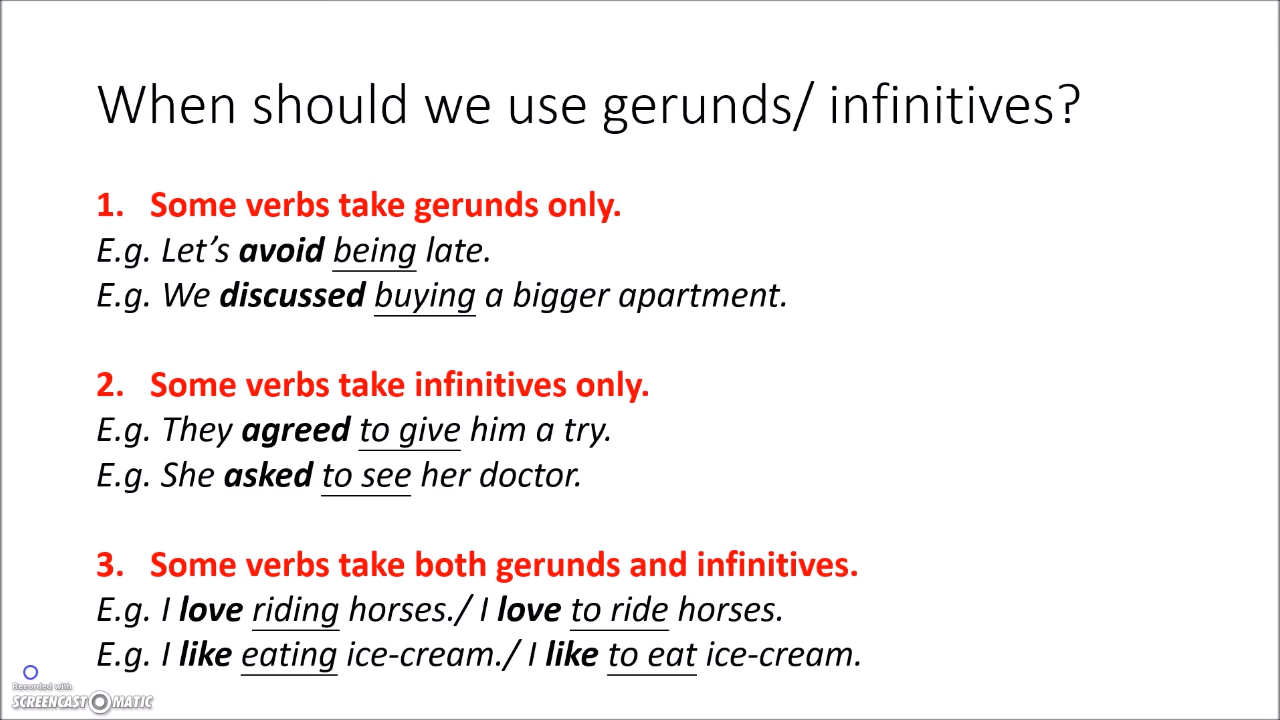 When should we use gerunds/ infinitives?
1. Some verbs take gerunds only.
E.g. Let’s avoid being late.
E.g. We discussed buying a bigger apartment.
2. Some verbs take infinitives only.
E.g. They agreed to give him a try.
E.g. She asked to see her doctor.
3. Some verbs take both gerunds and infinitives.
E.g. I love riding horses./ I love to ride horses.
E.g. I like eating ice-cream./ I like to eat ice-cream.
Recorded with
SCREENCAST MATIC